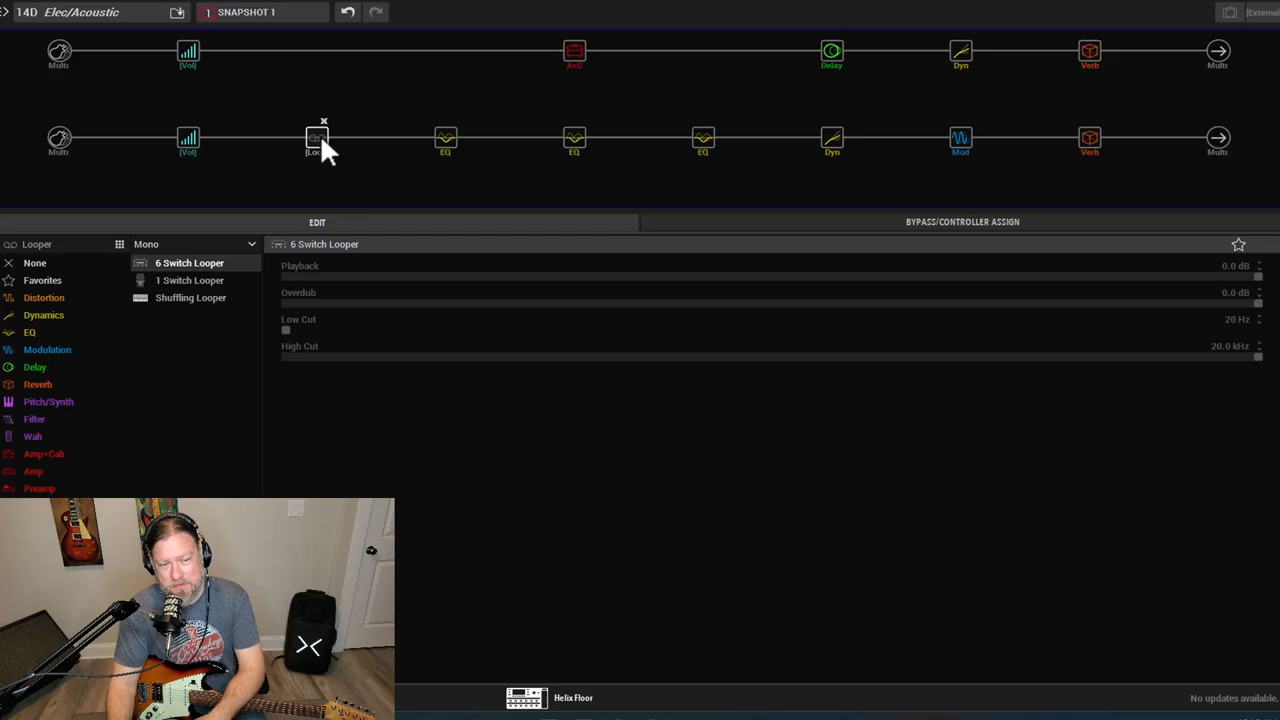 14D Elec/Acoustic
1 SNAPSHOT 1
[External
Multi [Vol] A+C Delay Dyn Verb Multi
x
Multi [Vol] EQ EQ EQ Dyn Mod Verb Multi
EDIT
BYPASS/CONTROLLER ASSIGN
Looper
Mono
6 Switch Looper
None
6 Switch Looper
Playback
0.0 dB
Favorites
1 Switch Looper
Distortion
Shuffling Looper
Overdub
0.0 dB
Dynamics
Low Cut
20 Hz
EQ
Modulation
High Cut
20.0 kHz
Delay
Reverb
Pitch/Synth
Filter
Wah
Amp+Cab
Amp
Preamp
Helix Floor
No updates available.